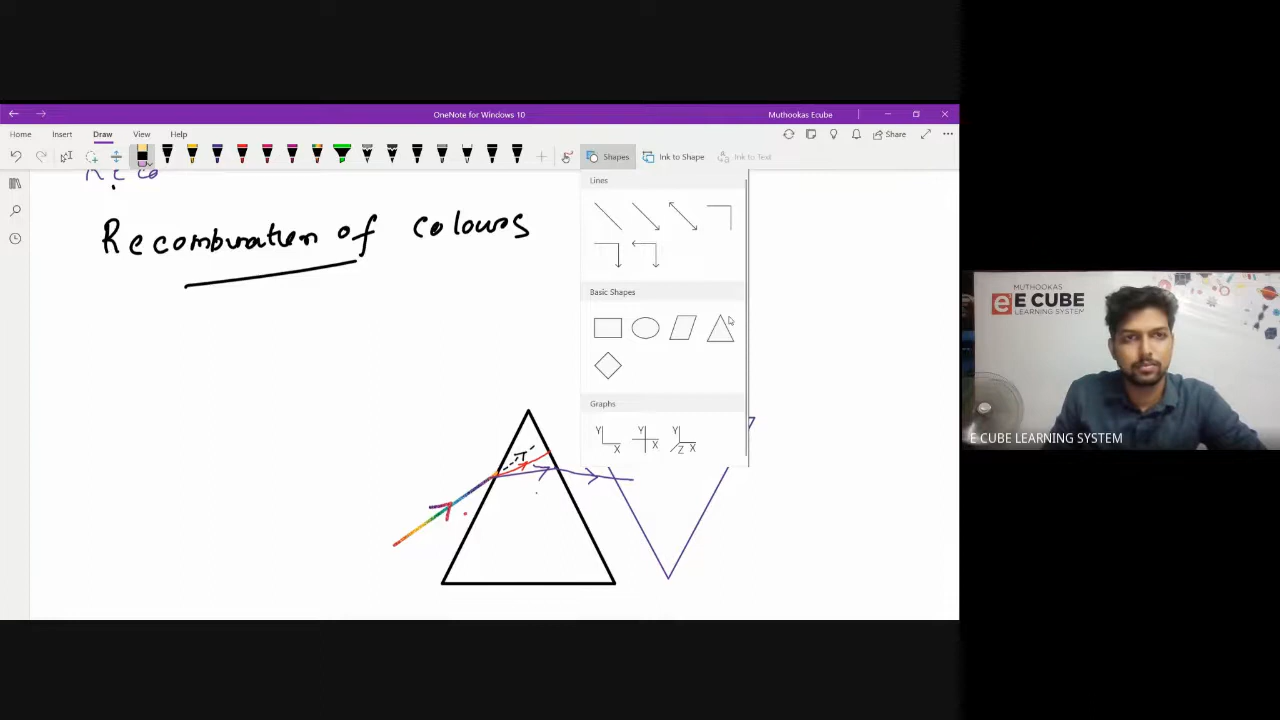 OneNote for Windows 10
Muthookas Ecube
Home Insert Draw View Help
Share
Shapes Ink to Shape Ink to Text
Reco
Lines
Recombination of colours
Basic Shapes
Graphs
Y X Y X Y Z X
MUTHOOKAS
e E CUBE
LEARNING SYSTEM
E CUBE LEARNING SYSTEM